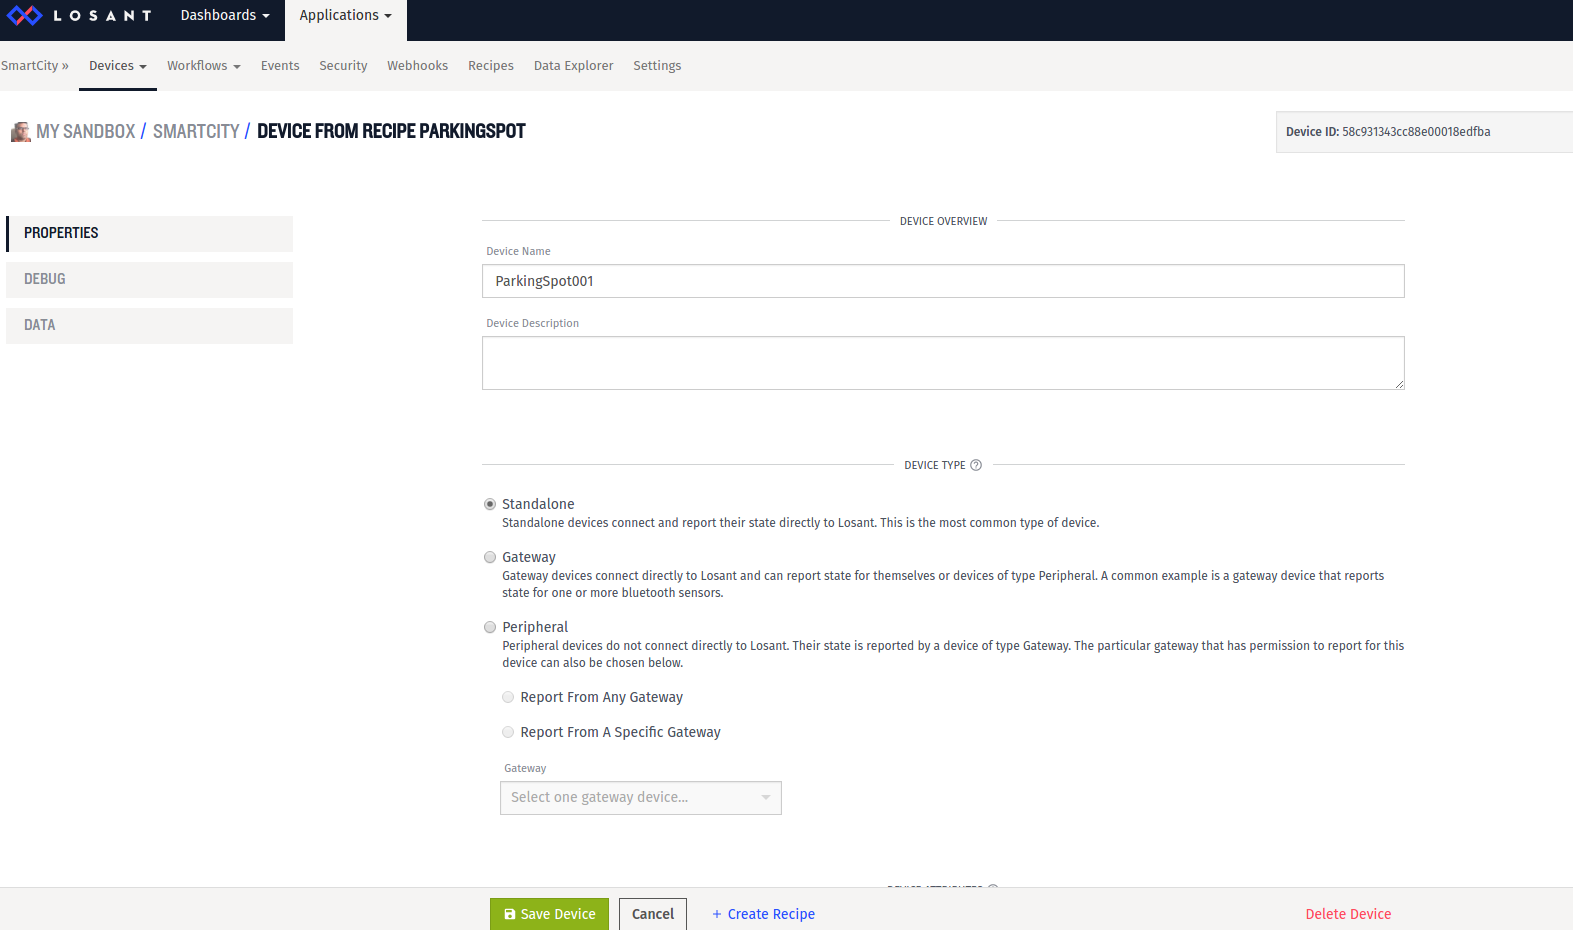 LOSANT Dashboards Applications
SmartCity » Devices Workflows Events Security Webhooks Recipes Data Explorer Settings
MY SANDBOX / SMARTCITY / DEVICE FROM RECIPE PARKINGSPOT
Device ID: 58c931343cc88e00018edfba
PROPERTIES
DEBUG
DATA
DEVICE OVERVIEW
Device Name
ParkingSpot001
Device Description
DEVICE TYPE ?
Standalone
Standalone devices connect and report their state directly to Losant. This is the most common type of device.
Gateway
Gateway devices connect directly to Losant and can report state for themselves or devices of type Peripheral. A common example is a gateway device that reports
state for one or more bluetooth sensors.
Peripheral
Peripheral devices do not connect directly to Losant. Their state is reported by a device of type Gateway. The particular gateway that has permission to report for this
device can also be chosen below.
Report From Any Gateway
Report From A Specific Gateway
Gateway
Select one gateway device...
DEVICE ATTRIBUTES
Save Device Cancel + Create Recipe Delete Device